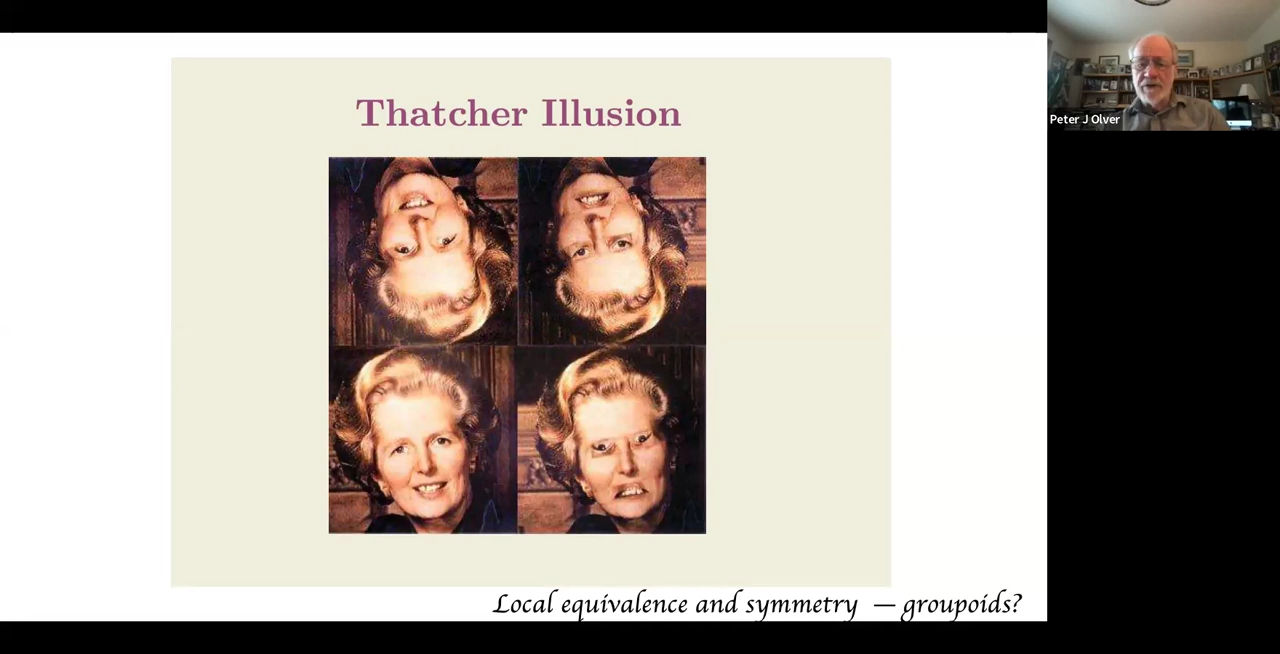 Thatcher Illusion
Peter J Olver
Local equivalence and symmetry — groupoids?